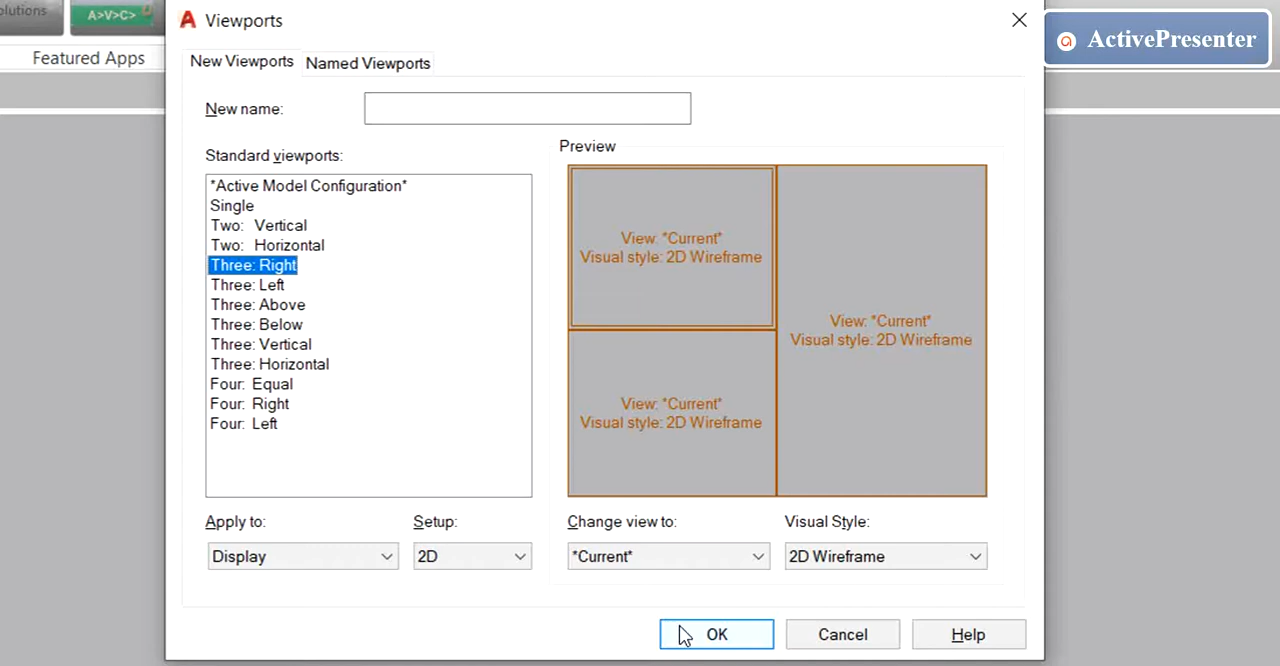 olutions
A>V>C>
Featured Apps
Viewports
ActivePresenter
New Viewports
Named Viewports
New name:
Standard viewports:
*Active Model Configuration*
Single
Two: Vertical
Two: Horizontal
Three: Right
Three: Left
Three: Above
Three: Below
Three: Vertical
Three: Horizontal
Four: Equal
Four: Right
Four: Left
Preview
View: *Current*
Visual style: 2D Wireframe
View: *Current*
Visual style: 2D Wireframe
View: *Current*
Visual style: 2D Wireframe
Apply to:
Setup:
Change view to:
Visual Style:
Display
2D
*Current*
2D Wireframe
OK
Cancel
Help